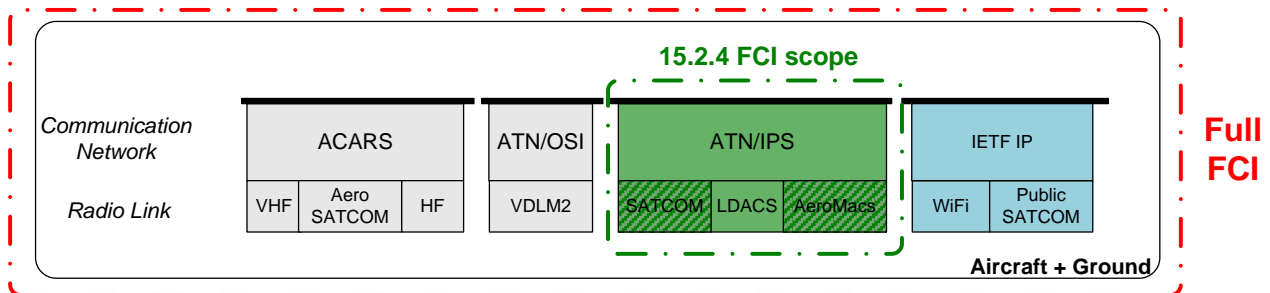 15.2.4 FCI scope
Communication
Network
ACARS
ATN/OSI
ATN/IPS
IETF IP
Full
FCI
Radio Link
VHF
Aero
SATCOM
HF
VDLM2
SATCOM
LDACS
AeroMacs
WiFi
Public
SATCOM
Aircraft + Ground